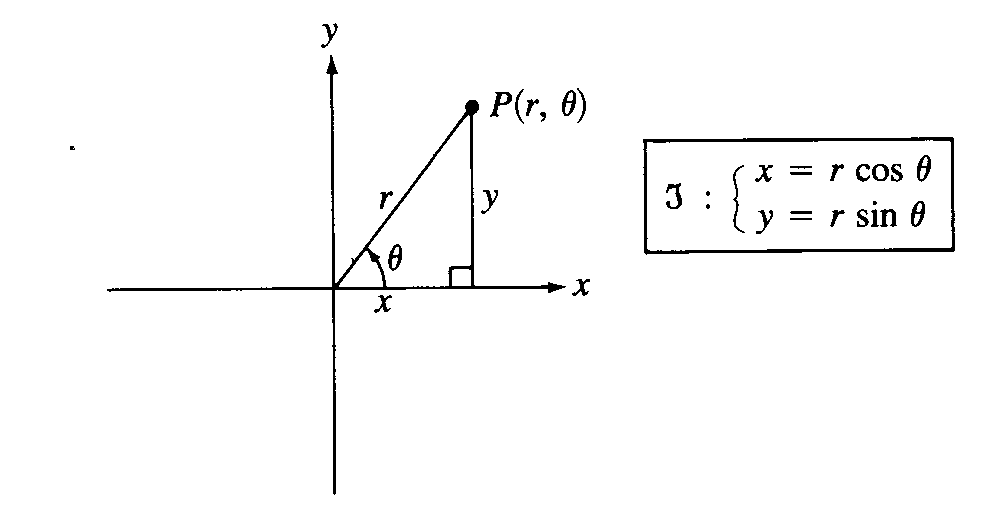 y
P(r, θ)
r
y
θ
x
x
ℑ : { x = r cos θ
y = r sin θ